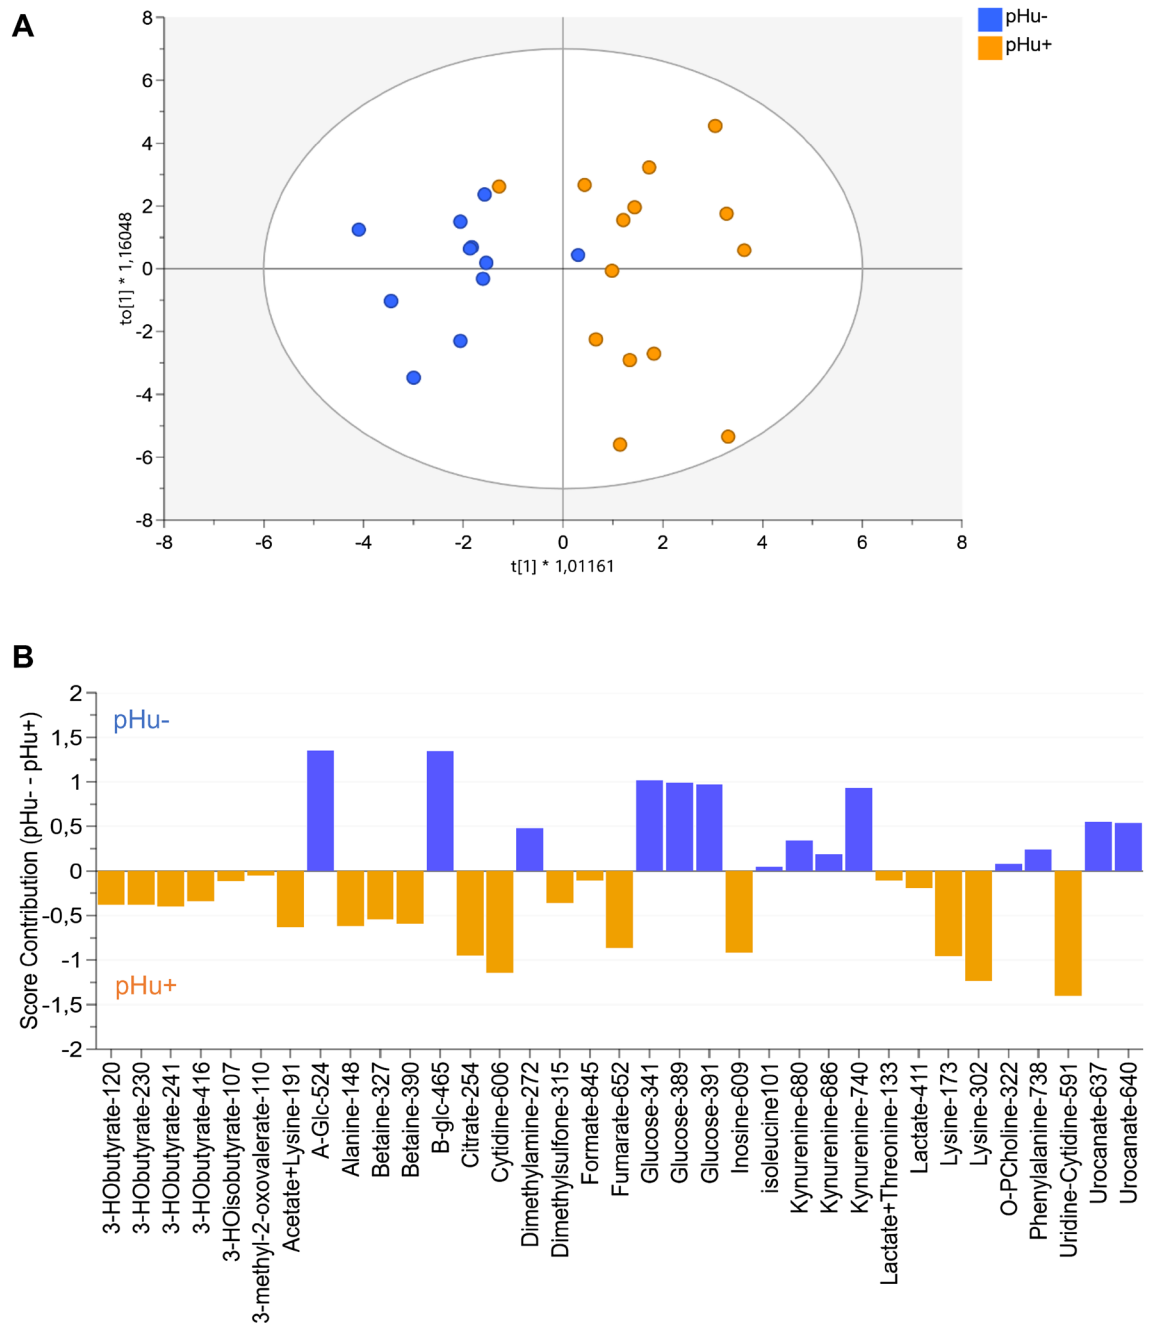 A
pHu-
pHu+
8
6
4
2
0
-2
-4
-6
-8
to[1] * 1,16048
-8
-6
-4
-2
0
2
4
6
8
t[1] * 1,01161
B
2
1,5
1
0,5
0
-0,5
-1
-1,5
-2
Score Contribution (pHu- - pHu+)
pHu-
pHu+
3-HObutyrate-120
3-HObutyrate-230
3-HObutyrate-241
3-HObutyrate-416
3-HOisobutyrate-107
3-methyl-2-oxovalerate-110
Acetate+Lysine-191
A-Glc-524
Alanine-148
Betaine-327
Betaine-390
B-glc-465
Citrate-254
Cytidine-606
Dimethylamine-272
Dimethylsulfone-315
Formate-845
Fumarate-652
Glucose-341
Glucose-389
Glucose-391
Inosine-609
isoleucine101
Kynurenine-680
Kynurenine-686
Kynurenine-740
Lactate+Threonine-133
Lactate-411
Lysine-173
Lysine-302
O-PCholine-322
Phenylalanine-738
Uridine-Cytidine-591
Urocanate-637
Urocanate-640